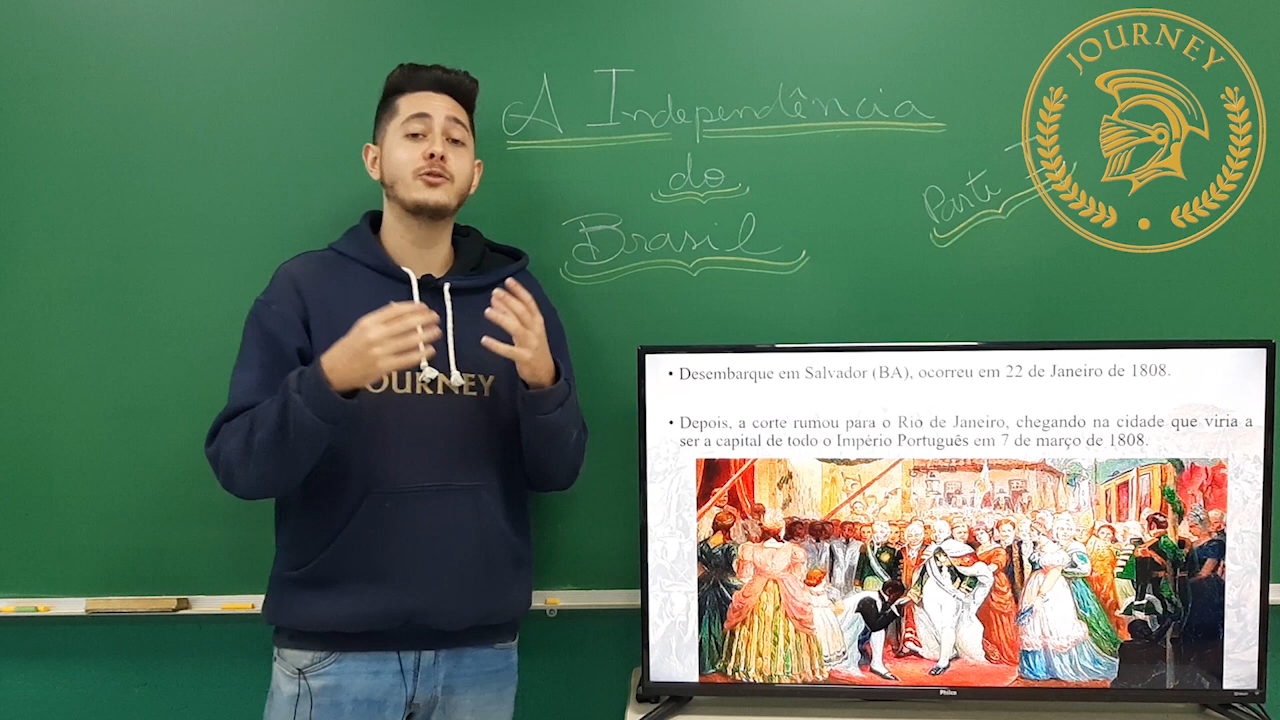 A Independência
do
Brasil
Parte
JOURNEY
OURNEY
• Desembarque em Salvador (BA), ocorreu em 22 de Janeiro de 1808.
• Depois, a corte rumou para o Rio de Janeiro, chegando na cidade que viria a
ser a capital de todo o Império Português em 7 de março de 1808.
Philco